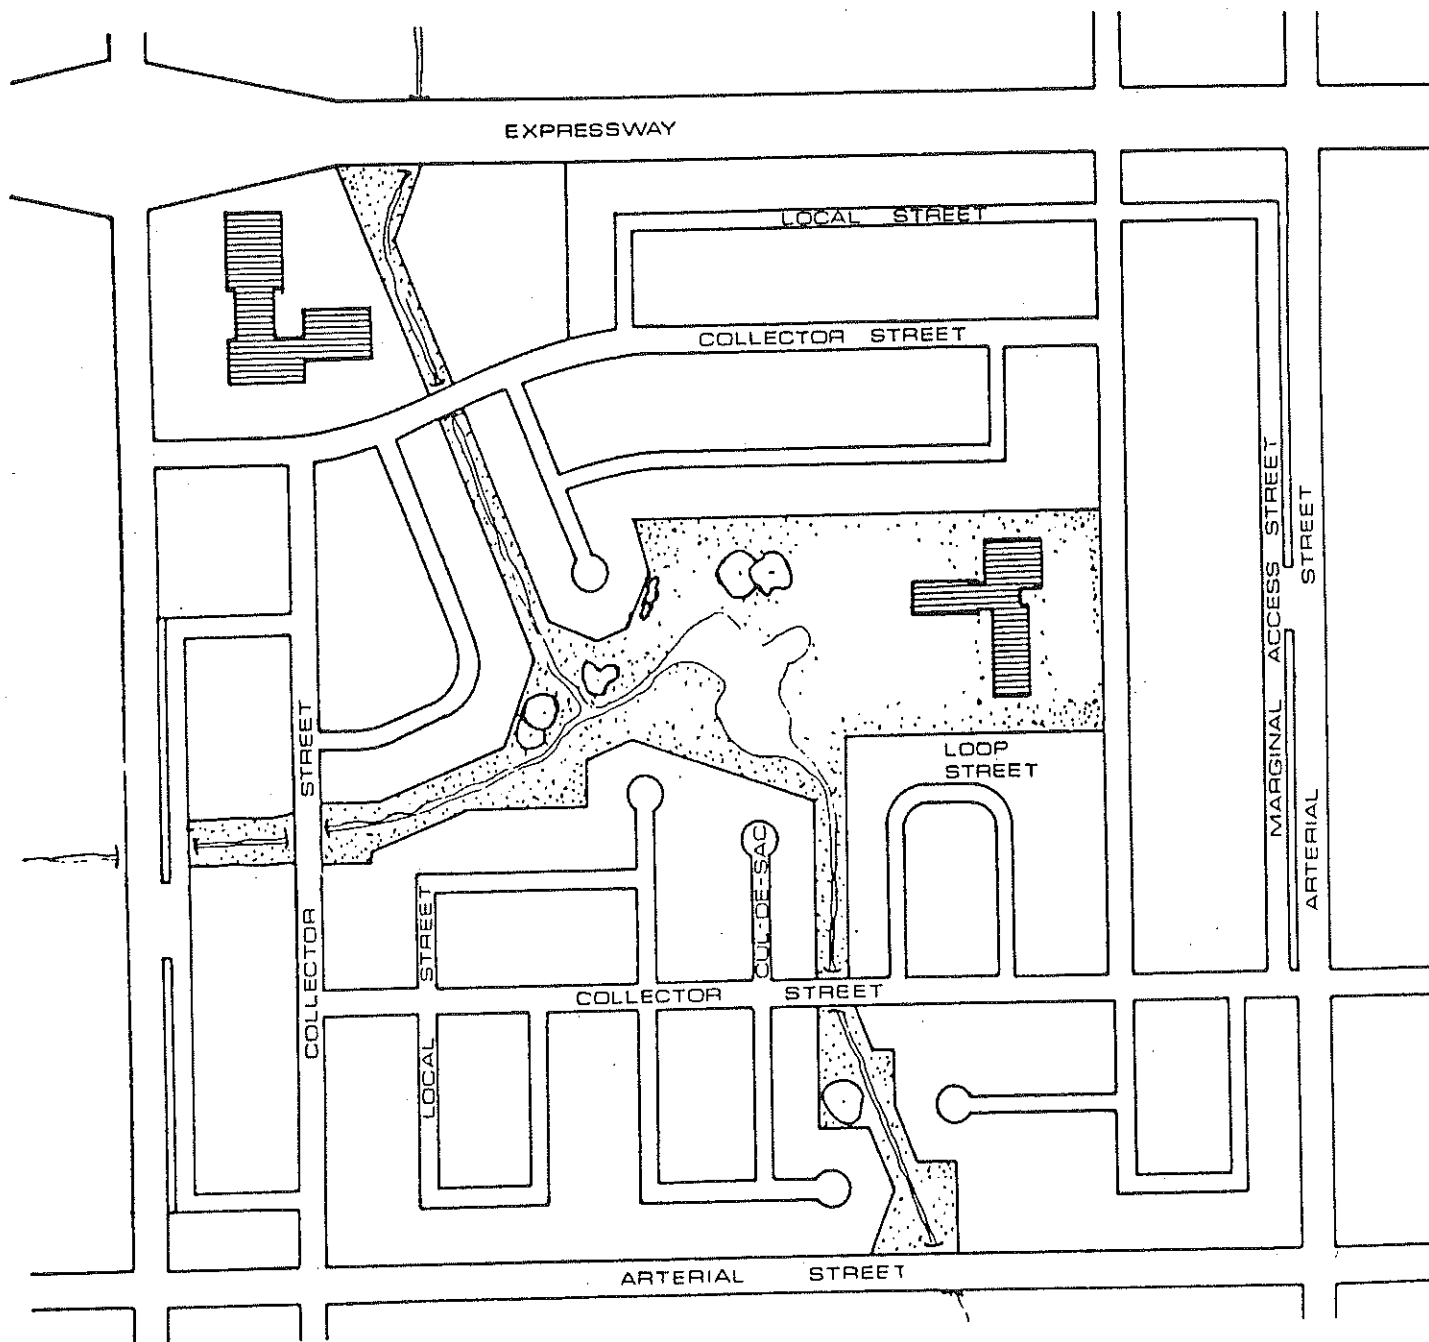 EXPRESSWAY
LOCAL STREET
COLLECTOR STREET
MARGINAL ACCESS STREET
ARTERIAL STREET
COLLECTOR STREET
LOOP
STREET
CUL-DE-SAC
LOCAL STREET
COLLECTOR STREET
ARTERIAL STREET